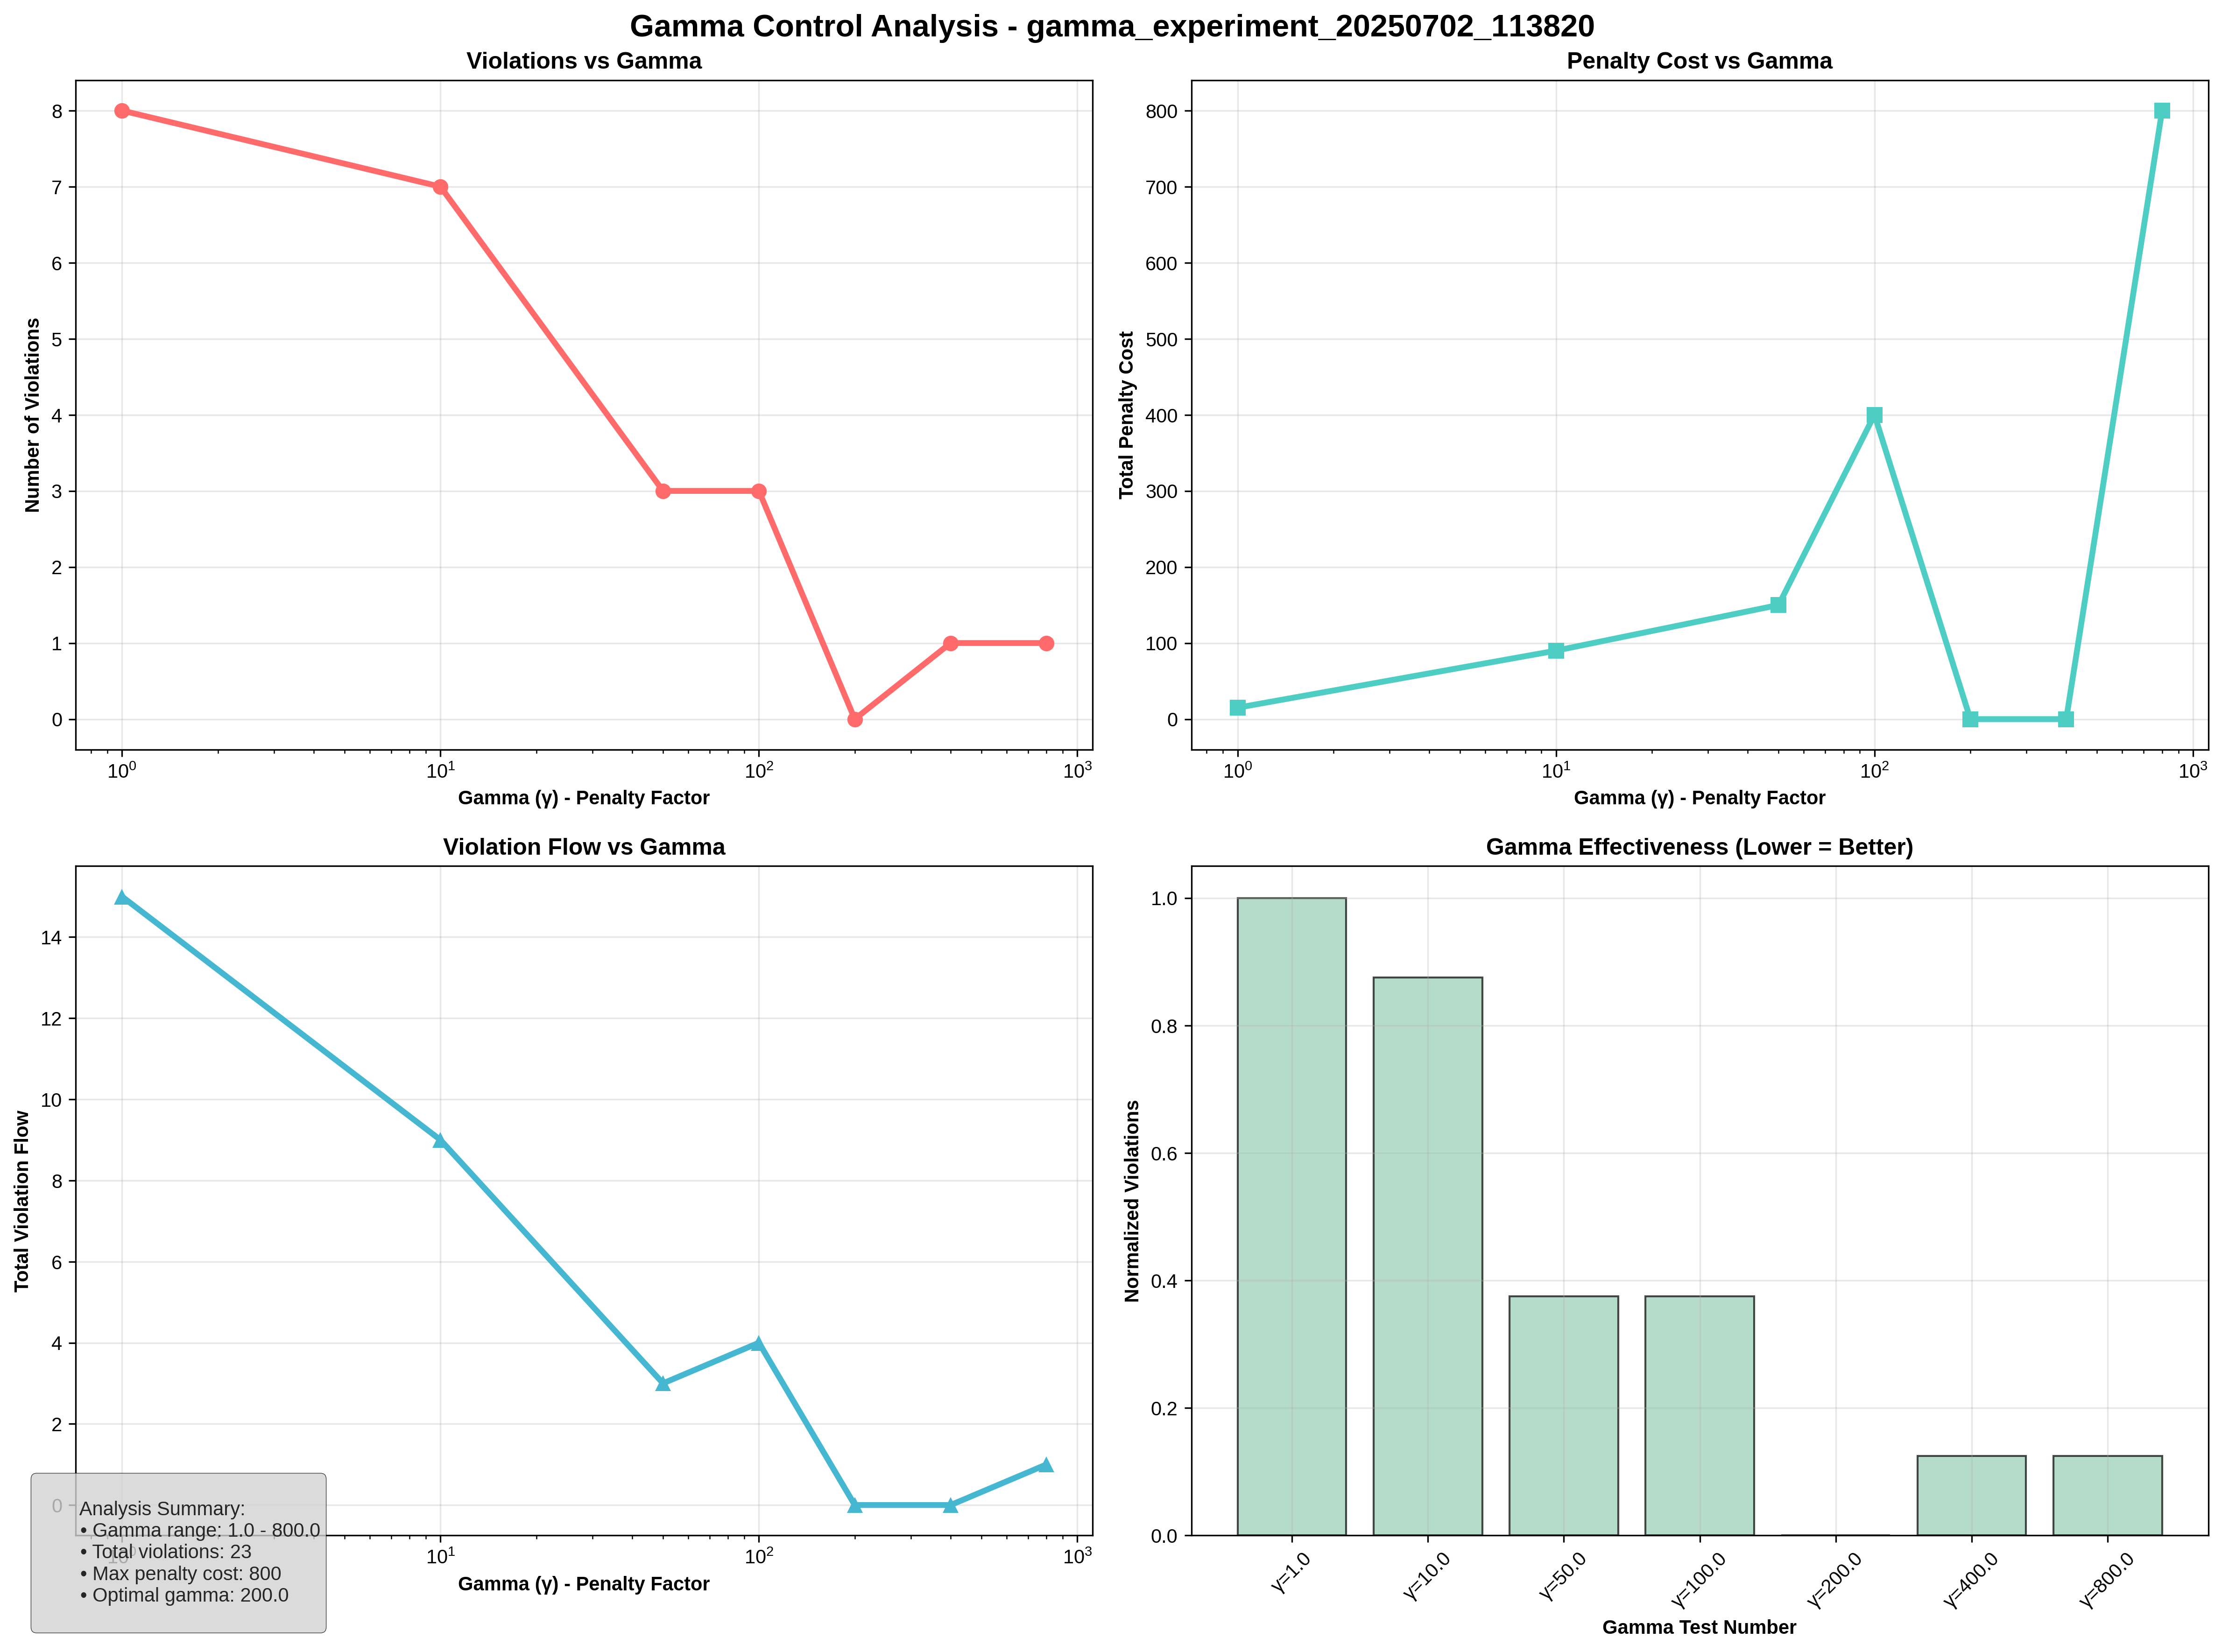 Gamma Control Analysis - gamma_experiment_20250702_113820
Violations vs Gamma
Number of Violations
8
7
6
5
4
3
2
1
0
10⁰
10¹
10²
10³
Gamma (γ) - Penalty Factor
Penalty Cost vs Gamma
Total Penalty Cost
800
700
600
500
400
300
200
100
0
10⁰
10¹
10²
10³
Gamma (γ) - Penalty Factor
Violation Flow vs Gamma
Total Violation Flow
14
12
10
8
6
4
2
0
10⁰
10¹
10²
10³
Gamma (γ) - Penalty Factor
Analysis Summary:
• Gamma range: 1.0 - 800.0
• Total violations: 23
• Max penalty cost: 800
• Optimal gamma: 200.0
Gamma Effectiveness (Lower = Better)
Normalized Violations
1.0
0.8
0.6
0.4
0.2
0.0
γ=1.0
γ=10.0
γ=50.0
γ=100.0
γ=200.0
γ=400.0
γ=800.0
Gamma Test Number